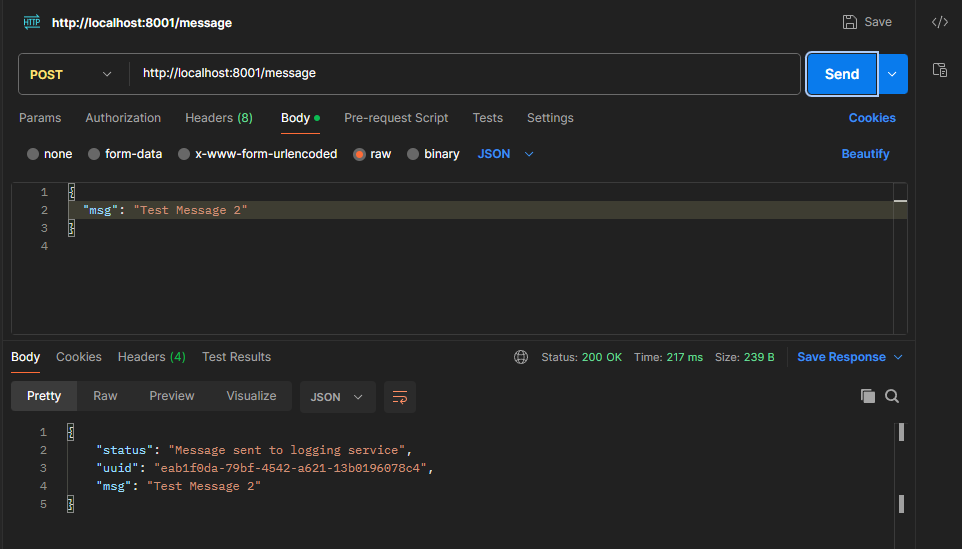 HTTP http://localhost:8001/message Save
POST http://localhost:8001/message Send
Params Authorization Headers (8) Body Pre-request Script Tests Settings Cookies
none form-data x-www-form-urlencoded raw binary JSON Beautify
1 {
2 "msg": "Test Message 2"
3 }
4
Body Cookies Headers (4) Test Results Status: 200 OK Time: 217 ms Size: 239 B Save Response
Pretty Raw Preview Visualize JSON
1 {
2 "status": "Message sent to logging service",
3 "uuid": "eab1f0da-79bf-4542-a621-13b0196078c4",
4 "msg": "Test Message 2"
5 }